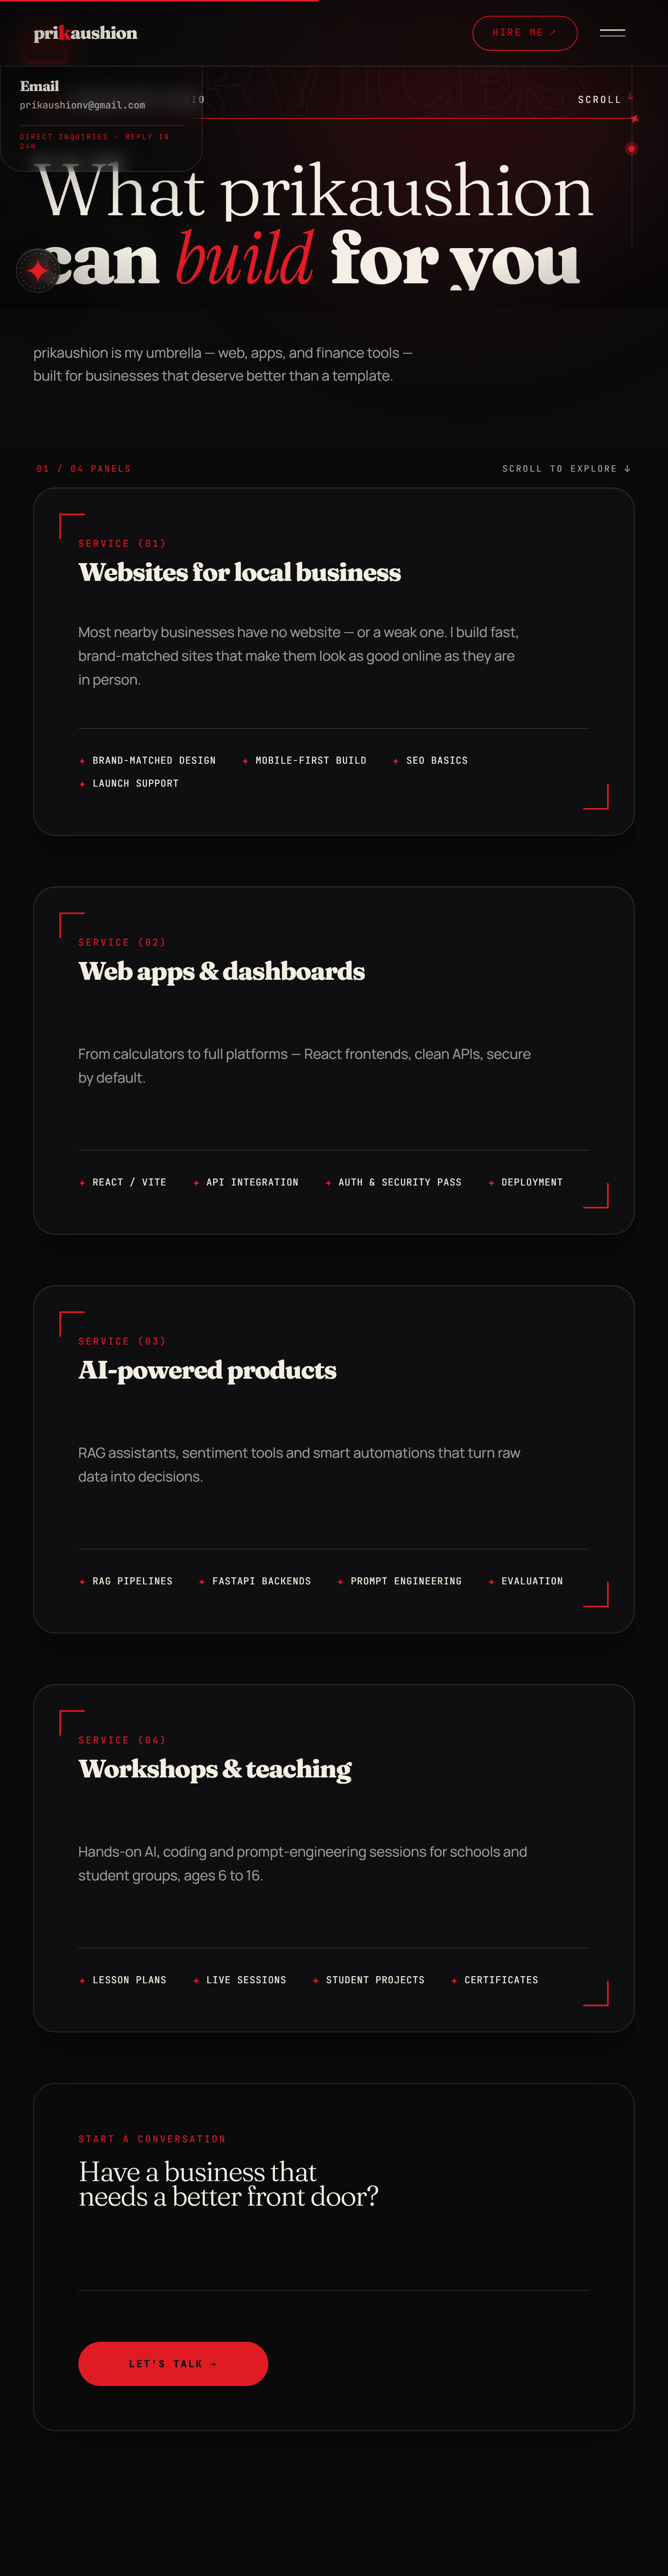 prikaushion
HIRE ME ↗
SERVICES
Email
prikaushionv@gmail.com
SCROLL ↓
DIRECT INQUIRIES · REPLY IN
24H
What prikaushion
can build for you
prikaushion is my umbrella — web, apps, and finance tools —
built for businesses that deserve better than a template.
01 / 04 PANELS
SCROLL TO EXPLORE ↓
SERVICE (01)
Websites for local business
Most nearby businesses have no website — or a weak one. I build fast,
brand-matched sites that make them look as good online as they are
in person.
✦ BRAND-MATCHED DESIGN ✦ MOBILE-FIRST BUILD ✦ SEO BASICS
✦ LAUNCH SUPPORT
SERVICE (02)
Web apps & dashboards
From calculators to full platforms — React frontends, clean APIs, secure
by default.
✦ REACT / VITE ✦ API INTEGRATION ✦ AUTH & SECURITY PASS ✦ DEPLOYMENT
SERVICE (03)
AI-powered products
RAG assistants, sentiment tools and smart automations that turn raw
data into decisions.
✦ RAG PIPELINES ✦ FASTAPI BACKENDS ✦ PROMPT ENGINEERING ✦ EVALUATION
SERVICE (04)
Workshops & teaching
Hands-on AI, coding and prompt-engineering sessions for schools and
student groups, ages 6 to 16.
✦ LESSON PLANS ✦ LIVE SESSIONS ✦ STUDENT PROJECTS ✦ CERTIFICATES
START A CONVERSATION
Have a business that
needs a better front door?
LET'S TALK →